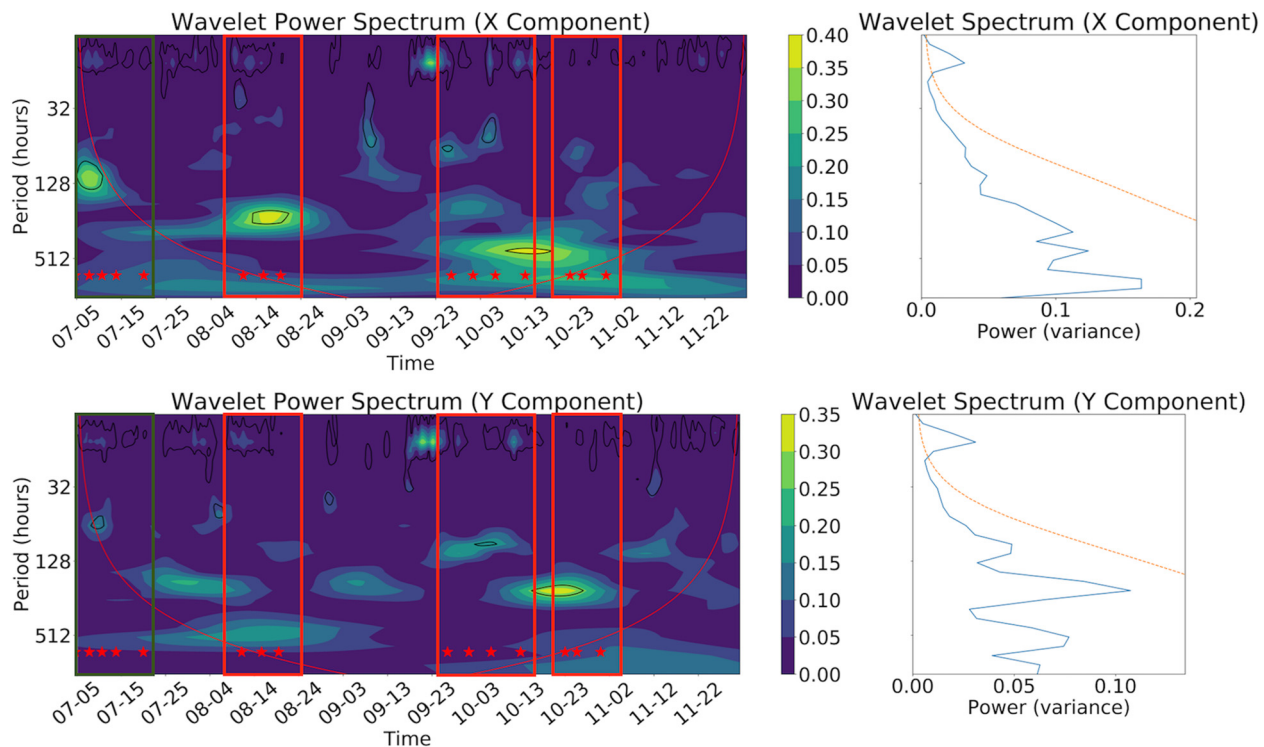 Wavelet Power Spectrum (X Component)
Wavelet Spectrum (X Component)
Period (hours)
32
128
512
07-05 07-15 07-25 08-04 08-14 08-24 09-03 09-13 09-23 10-03 10-13 10-23 11-02 11-12 11-22
Time
0.40
0.35
0.30
0.25
0.20
0.15
0.10
0.05
0.00
0.0 0.1 0.2
Power (variance)
Wavelet Power Spectrum (Y Component)
Wavelet Spectrum (Y Component)
Period (hours)
32
128
512
07-05 07-15 07-25 08-04 08-14 08-24 09-03 09-13 09-23 10-03 10-13 10-23 11-02 11-12 11-22
Time
0.35
0.30
0.25
0.20
0.15
0.10
0.05
0.00
0.00 0.05 0.10
Power (variance)